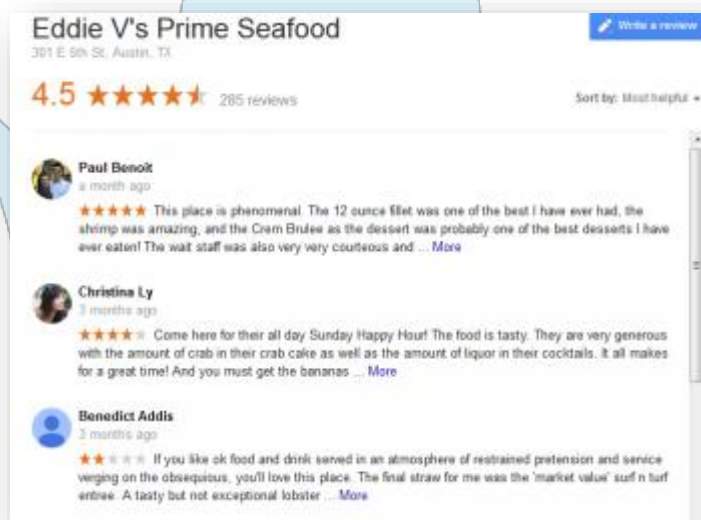 Eddie V's Prime Seafood
Write a review
301 E 5th St, Austin, TX
4.5 ★★★★★ 285 reviews
Sort by: Most helpful
Paul Benoit
a month ago
★★★★★ This place is phenomenal. The 12 ounce fillet was one of the best I have ever had, the
shrimp was amazing, and the Crem Brulee as the dessert was probably one of the best desserts I have
ever eaten! The wait staff was also very very courteous and ... More
Christina Ly
3 months ago
★★★★★ Come here for their all day Sunday Happy Hour! The food is tasty. They are very generous
with the amount of crab in their crab cake as well as the amount of liquor in their cocktails. It all makes
for a great time! And you must get the bananas ... More
Benedict Addis
3 months ago
★★★★★ If you like ok food and drink served in an atmosphere of restrained pretension and service
verging on the obsequious, you'll love this place. The final straw for me was the 'market value' surf n turf
entree. A tasty but not exceptional lobster ... More